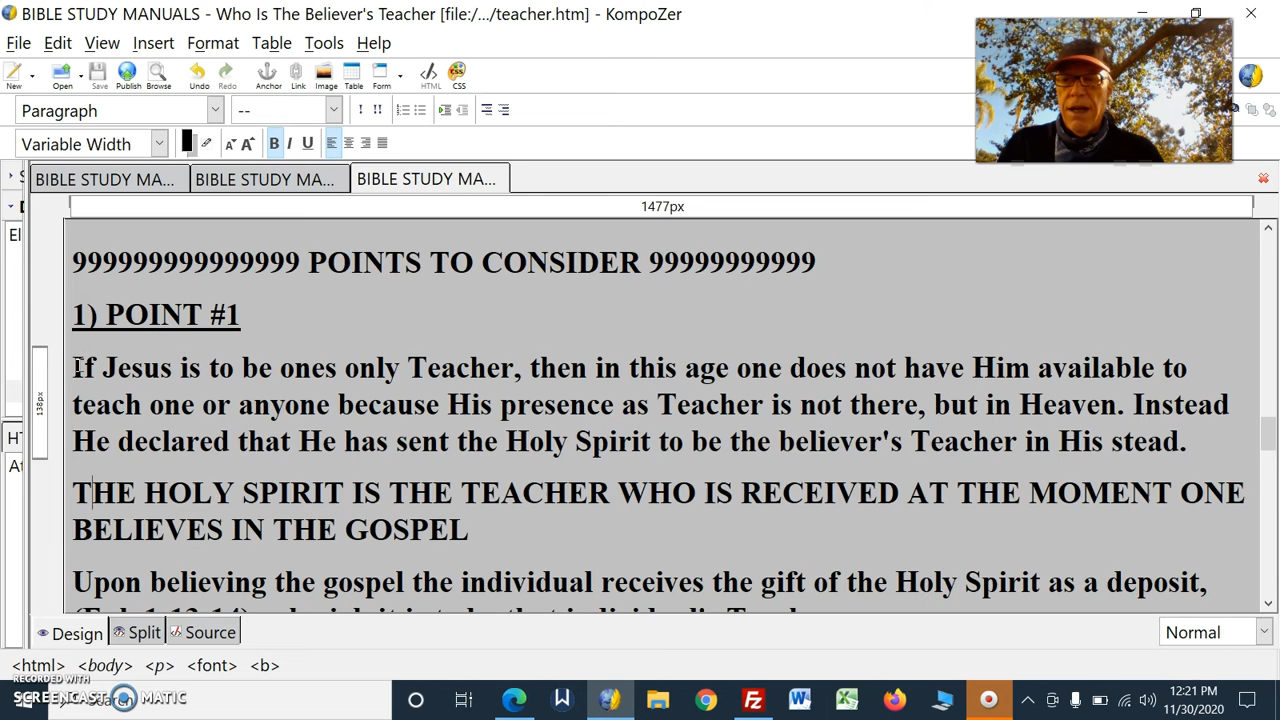 BIBLE STUDY MANUALS - Who Is The Believer's Teacher [file:/.../teacher.htm] - KompoZer
File Edit View Insert Format Table Tools Help
New Open Save Publish Browse Undo Redo Anchor Link Image Table Form HTML CSS
Paragraph --
Variable Width B I U
BIBLE STUDY MA... BIBLE STUDY MA... BIBLE STUDY MA...
1477px
El
999999999999999 POINTS TO CONSIDER 99999999999
1) POINT #1
If Jesus is to be ones only Teacher, then in this age one does not have Him available to
teach one or anyone because His presence as Teacher is not there, but in Heaven. Instead
He declared that He has sent the Holy Spirit to be the believer's Teacher in His stead.
138px
THE HOLY SPIRIT IS THE TEACHER WHO IS RECEIVED AT THE MOMENT ONE
BELIEVES IN THE GOSPEL
Upon believing the gospel the individual receives the gift of the Holy Spirit as a deposit,
Design Split Source Normal
<html> <body> <p> <font> <b>
RECORDED WITH
SCREENCAST MATIC
Search
12:21 PM
11/30/2020